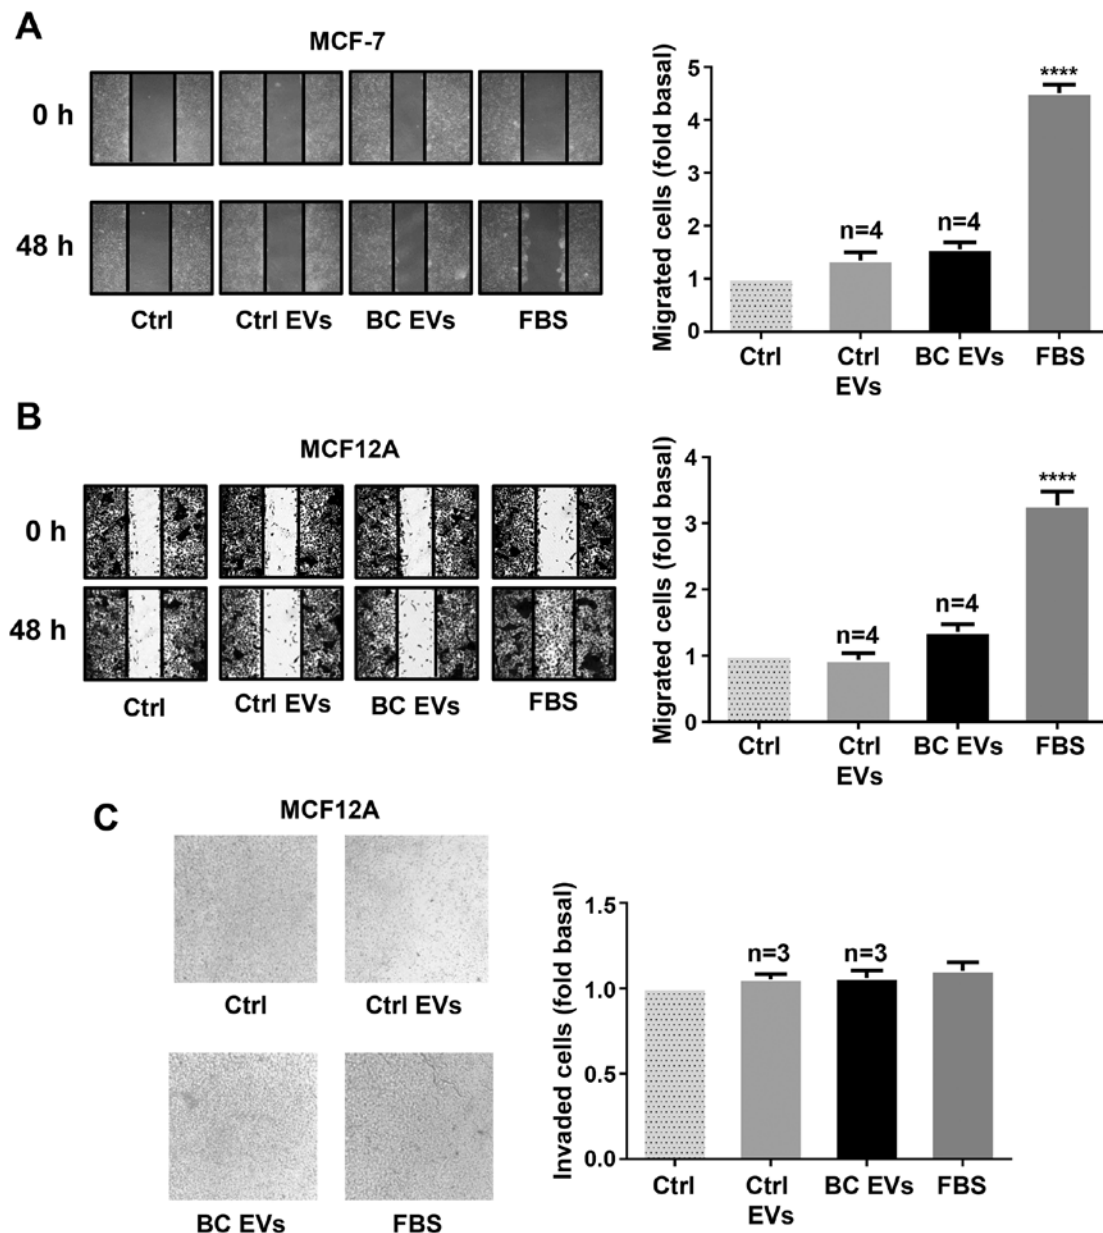 A
MCF-7
0 h
48 h
Ctrl
Ctrl EVs
BC EVs
FBS
Migrated cells (fold basal)
5
4
5
4
2
1
0
n=4
n=4
****
Ctrl
Ctrl
EVs
BC EVs
FBS
B
MCF12A
0 h
48 h
Ctrl
Ctrl EVs
BC EVs
FBS
Migrated cells (fold basal)
4
3
2
1
0
n=4
n=4
****
Ctrl
Ctrl
EVs
BC EVs
FBS
C
MCF12A
Ctrl
Ctrl EVs
BC EVs
FBS
Invaded cells (fold basal)
1.5
1.0
0.5
0.0
n=3
n=3
Ctrl
Ctrl
EVs
BC EVs
FBS